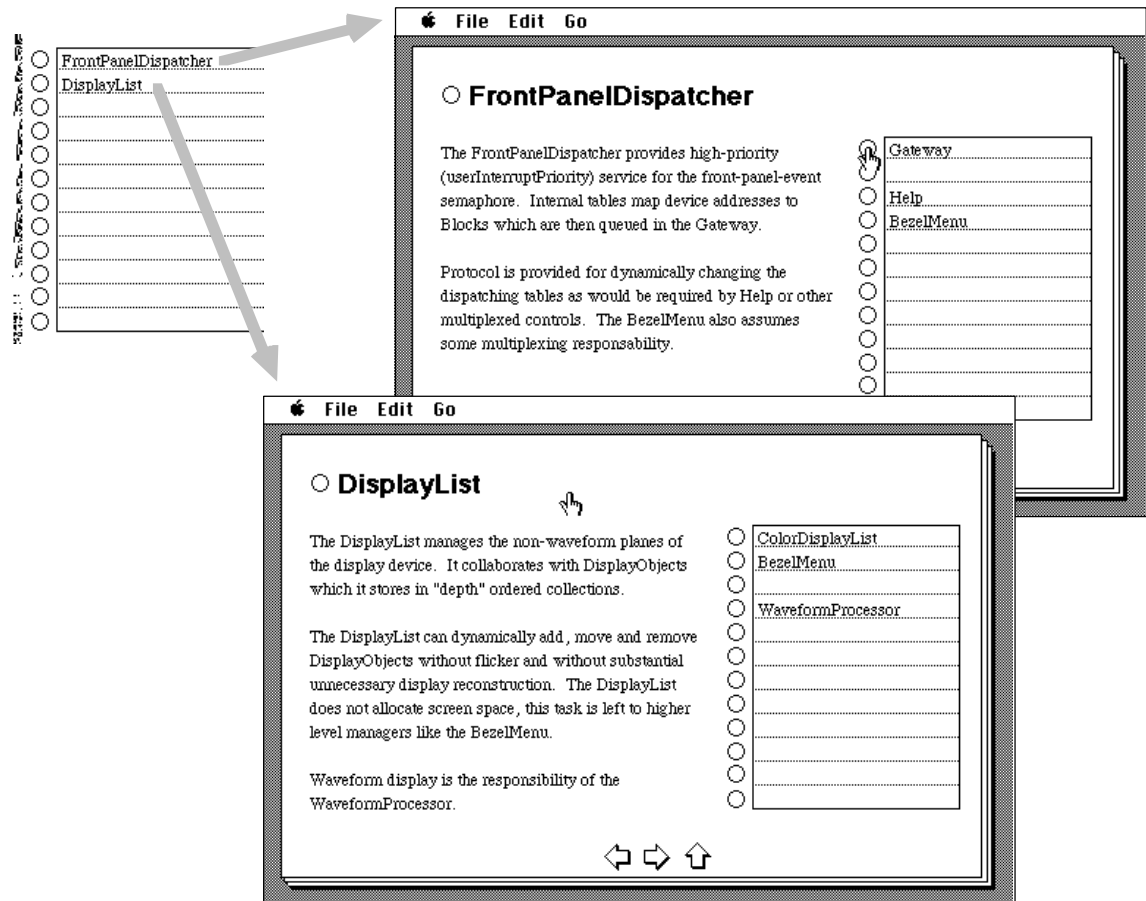 FrontPanelDispatcher
DisplayList
File Edit Go
FrontPanelDispatcher
The FrontPanelDispatcher provides high-priority
(userInterruptPriority) service for the front-panel-event
semaphore. Internal tables map device addresses to
Blocks which are then queued in the Gateway.
Protocol is provided for dynamically changing the
dispatching tables as would be required by Help or other
multiplexed controls. The BezelMenu also assumes
some multiplexing responsability.
Gateway
Help
BezelMenu
File Edit Go
DisplayList
The DisplayList manages the non-waveform planes of
the display device. It collaborates with DisplayObjects
which it stores in "depth" ordered collections.
The DisplayList can dynamically add, move and remove
DisplayObjects without flicker and without substantial
unnecessary display reconstruction. The DisplayList
does not allocate screen space, this task is left to higher
level managers like the BezelMenu.
Waveform display is the responsibility of the
WaveformProcessor.
ColorDisplayList
BezelMenu
WaveformProcessor